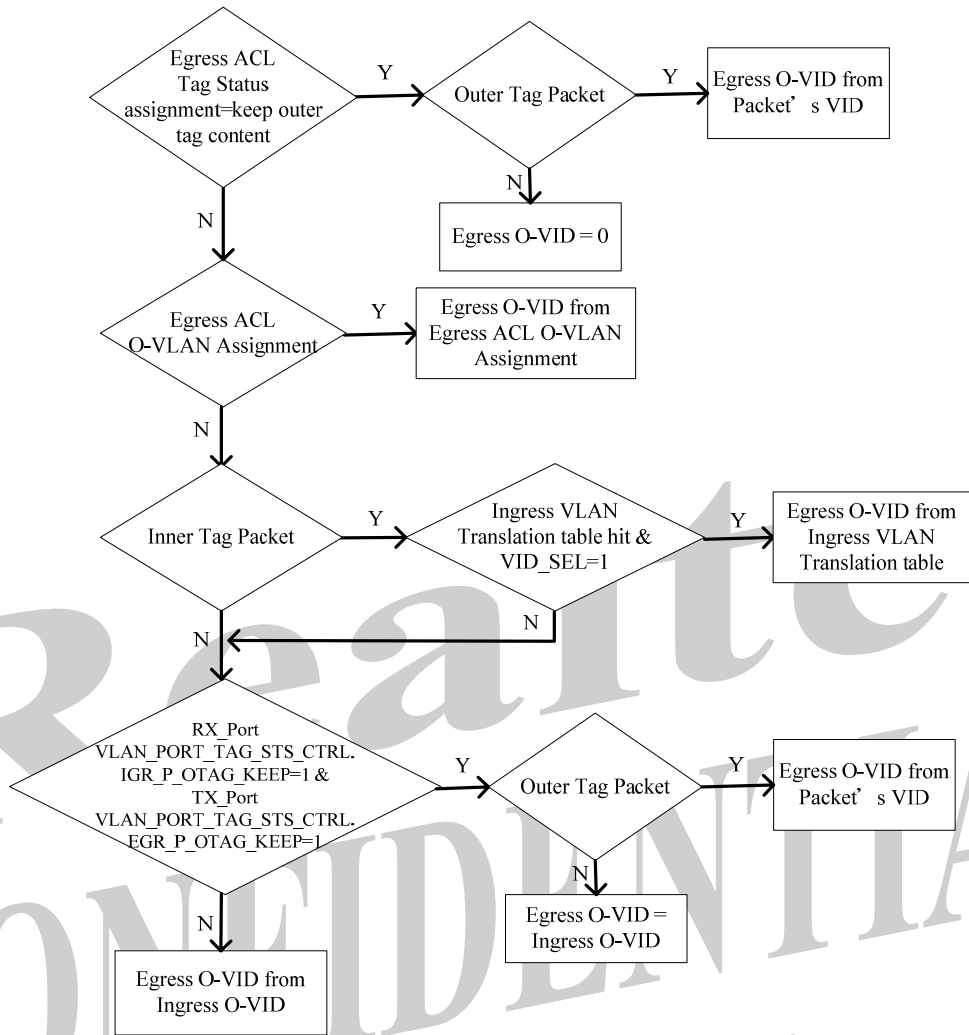 Egress ACL
Tag Status
assignment=keep outer
tag content
Y
Outer Tag Packet
Y
Egress O-VID from
Packet’ s VID
N
N
Egress O-VID = 0
Egress ACL
O-VLAN Assignment
Y
Egress O-VID from
Egress ACL O-VLAN
Assignment
N
Inner Tag Packet
Y
Ingress VLAN
Translation table hit &
VID_SEL=1
Y
Egress O-VID from
Ingress VLAN
Translation table
N
N
RX_Port
VLAN_PORT_TAG_STS_CTRL.
IGR_P_OTAG_KEEP=1 &
TX_Port
VLAN_PORT_TAG_STS_CTRL.
EGR_P_OTAG_KEEP=1
Y
Outer Tag Packet
Y
Egress O-VID from
Packet’ s VID
N
N
Egress O-VID =
Ingress O-VID
Egress O-VID from
Ingress O-VID
Realte
ONFIDENTIA